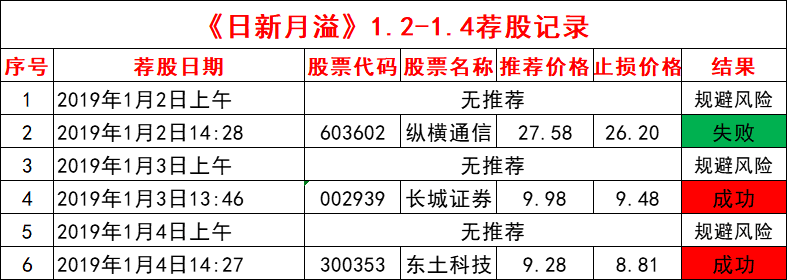 《日新月溢》1.2-1.4荐股记录
序号 荐股日期 股票代码 股票名称 推荐价格 止损价格 结果
1 2019年1月2日上午 无推荐 规避风险
2 2019年1月2日14:28 603602 纵横通信 27.58 26.20 失败
3 2019年1月3日上午 无推荐 规避风险
4 2019年1月3日13:46 002939 长城证券 9.98 9.48 成功
5 2019年1月4日上午 无推荐 规避风险
6 2019年1月4日14:27 300353 东土科技 9.28 8.81 成功